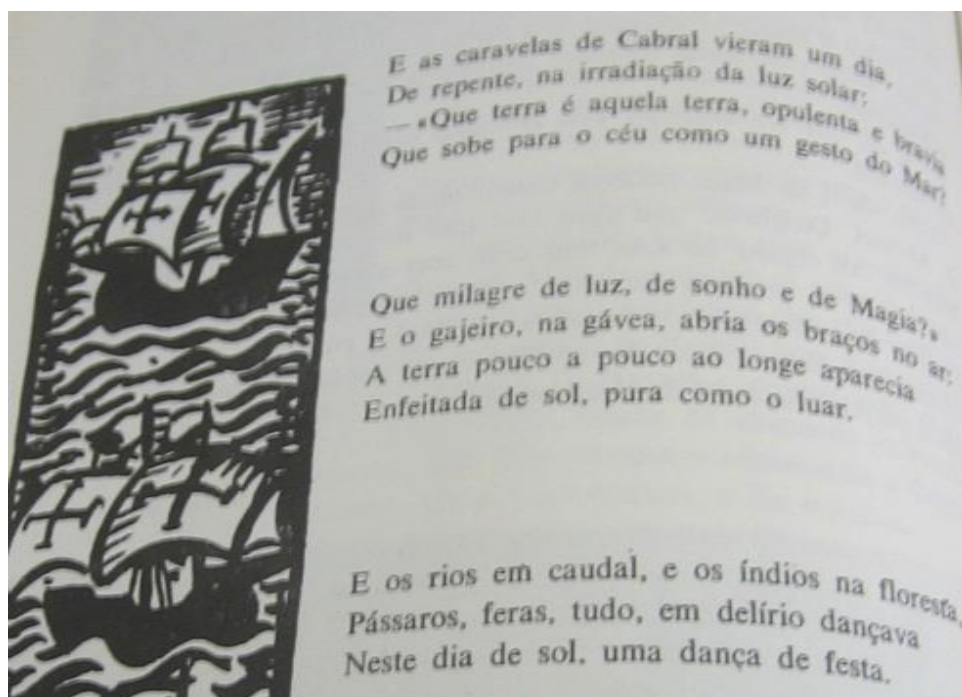 E as caravelas de Cabral vieram um dia,
De repente, na irradiação da luz solar;
— «Que terra é aquela terra, opulenta e bravia
Que sobe para o céu como um gesto do Mar?
Que milagre de luz, de sonho e de Magia?»
E o gajeiro, na gávea, abria os braços no ar;
A terra pouco a pouco ao longe aparecia
Enfeitada de sol, pura como o luar.
E os rios em caudal, e os índios na floresta,
Pássaros, feras, tudo, em delírio dançava
Neste dia de sol, uma dança de festa.